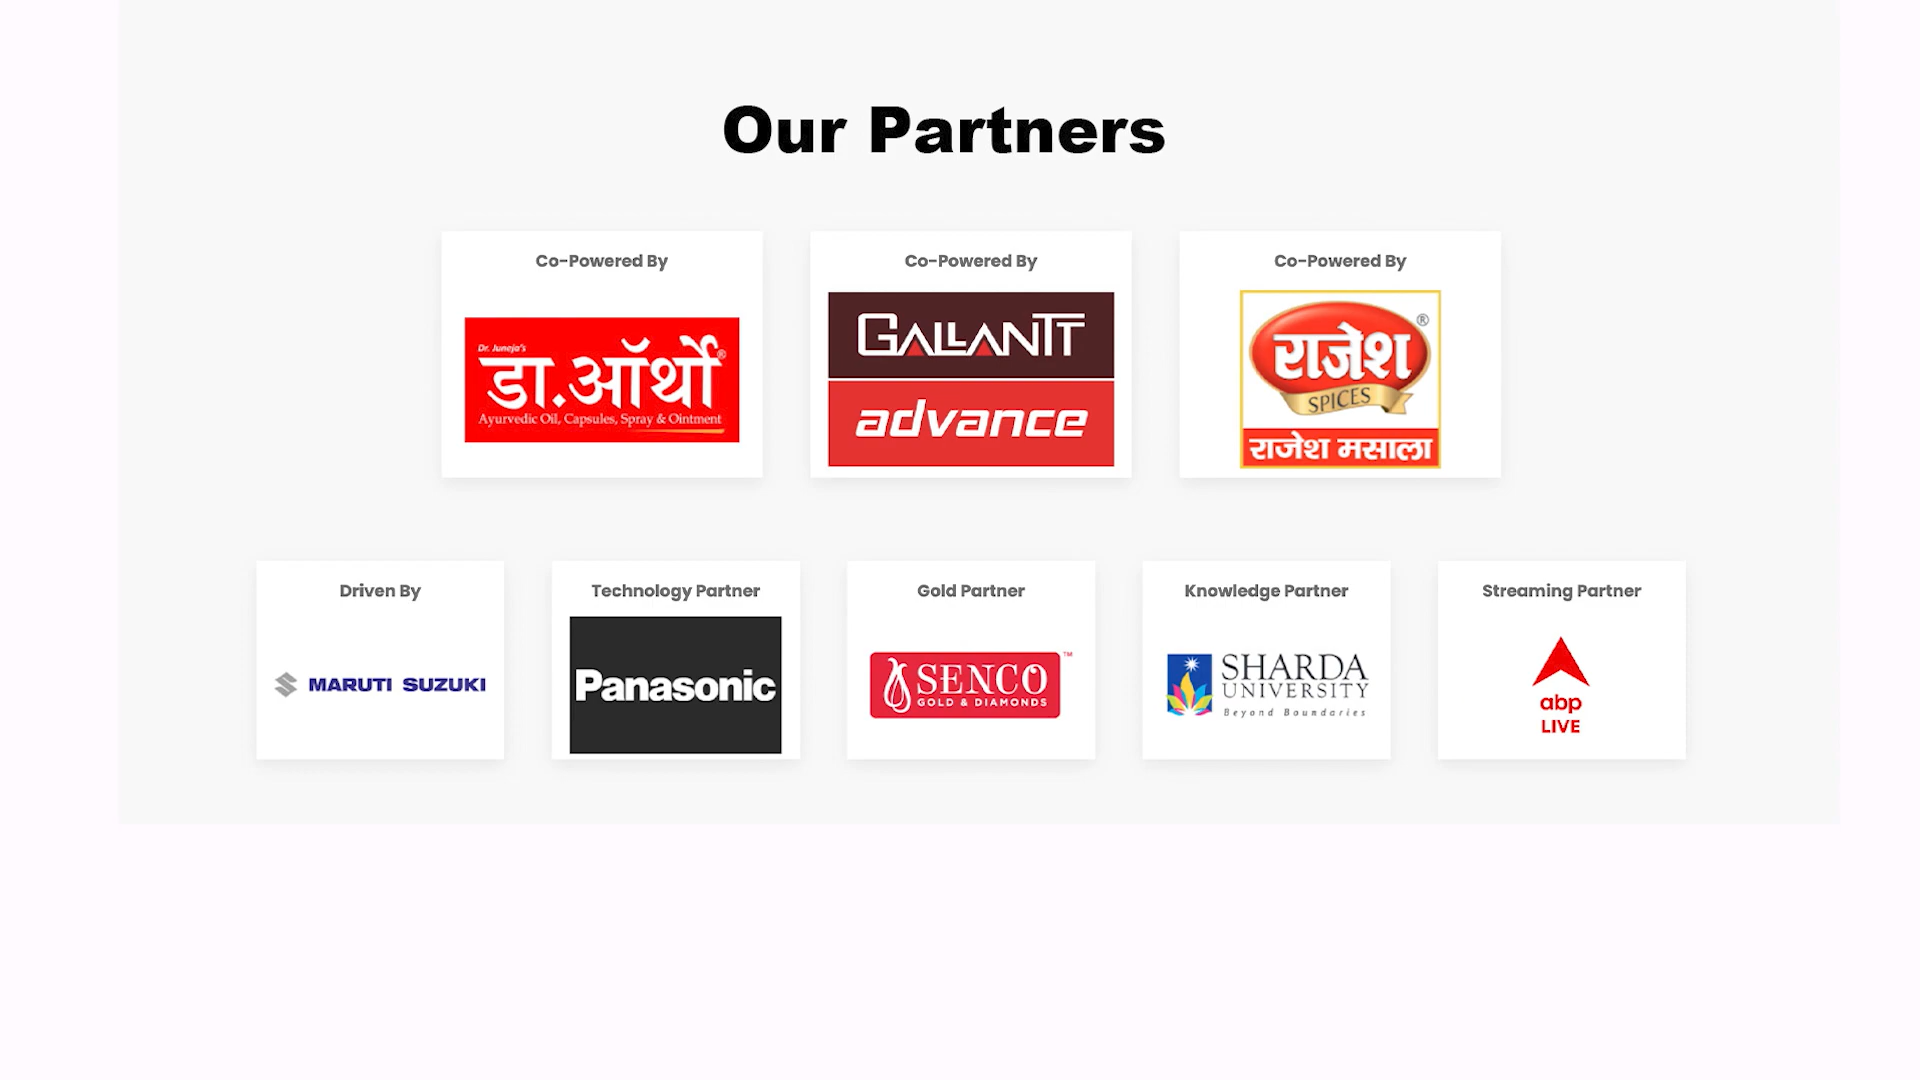 Our Partners
Co-Powered By
Dr. Juneja's
डा.ऑर्थो®
Ayurvedic Oil, Capsules, Spray & Ointment
Co-Powered By
GALLANTT
advance
Co-Powered By
राजेश®
SPICES
राजेश मसाला
Driven By
MARUTI SUZUKI
Technology Partner
Panasonic
Gold Partner
SENCO™
GOLD & DIAMONDS
Knowledge Partner
SHARDA
UNIVERSITY
Beyond Boundaries
Streaming Partner
abp
LIVE